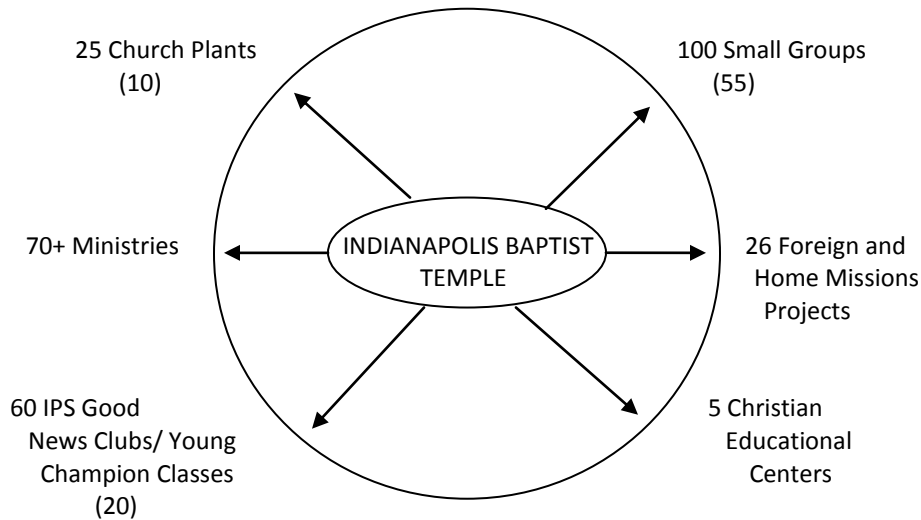 25 Church Plants
(10)
100 Small Groups
(55)
70+ Ministries
INDIANAPOLIS BAPTIST
TEMPLE
26 Foreign and
Home Missions
Projects
60 IPS Good
News Clubs/ Young
Champion Classes
(20)
5 Christian
Educational
Centers